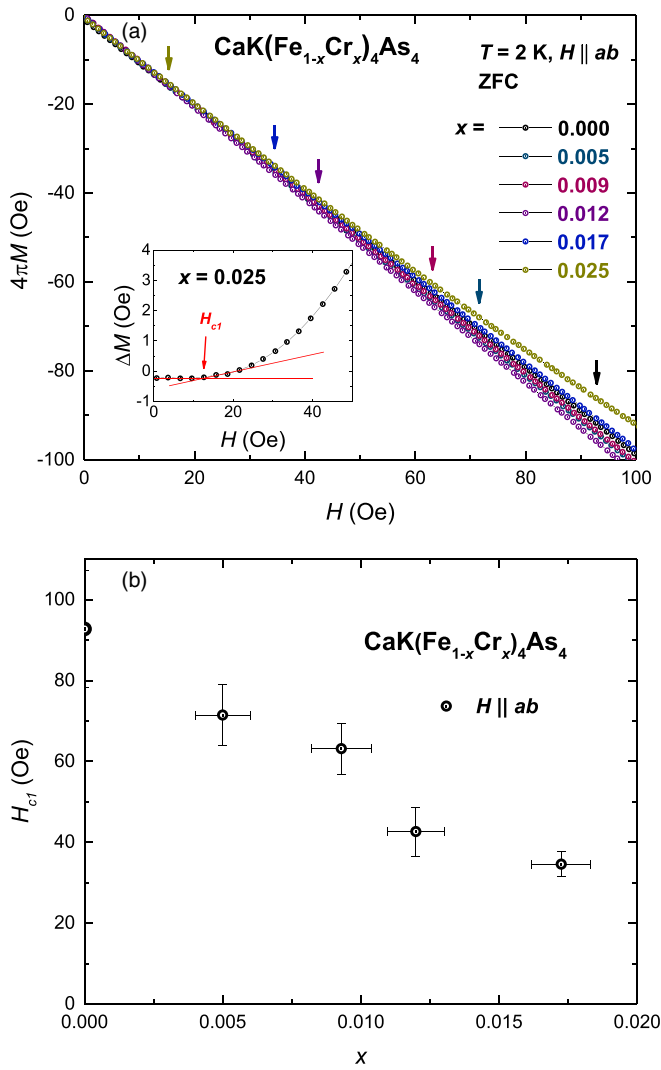 (a)
CaK(Fe1-xCrx)4As4
T = 2 K, H || ab
ZFC
x =
0.000
0.005
0.009
0.012
0.017
0.025
0
-20
-40
-60
-80
-100
4πM (Oe)
0
20
40
60
80
100
H (Oe)
x = 0.025
Hc1
4
3
2
1
0
-1
ΔM (Oe)
0
20
40
H (Oe)
(b)
CaK(Fe1-xCrx)4As4
H || ab
100
80
60
40
20
0
Hc1 (Oe)
0.000
0.005
0.010
0.015
0.020
x